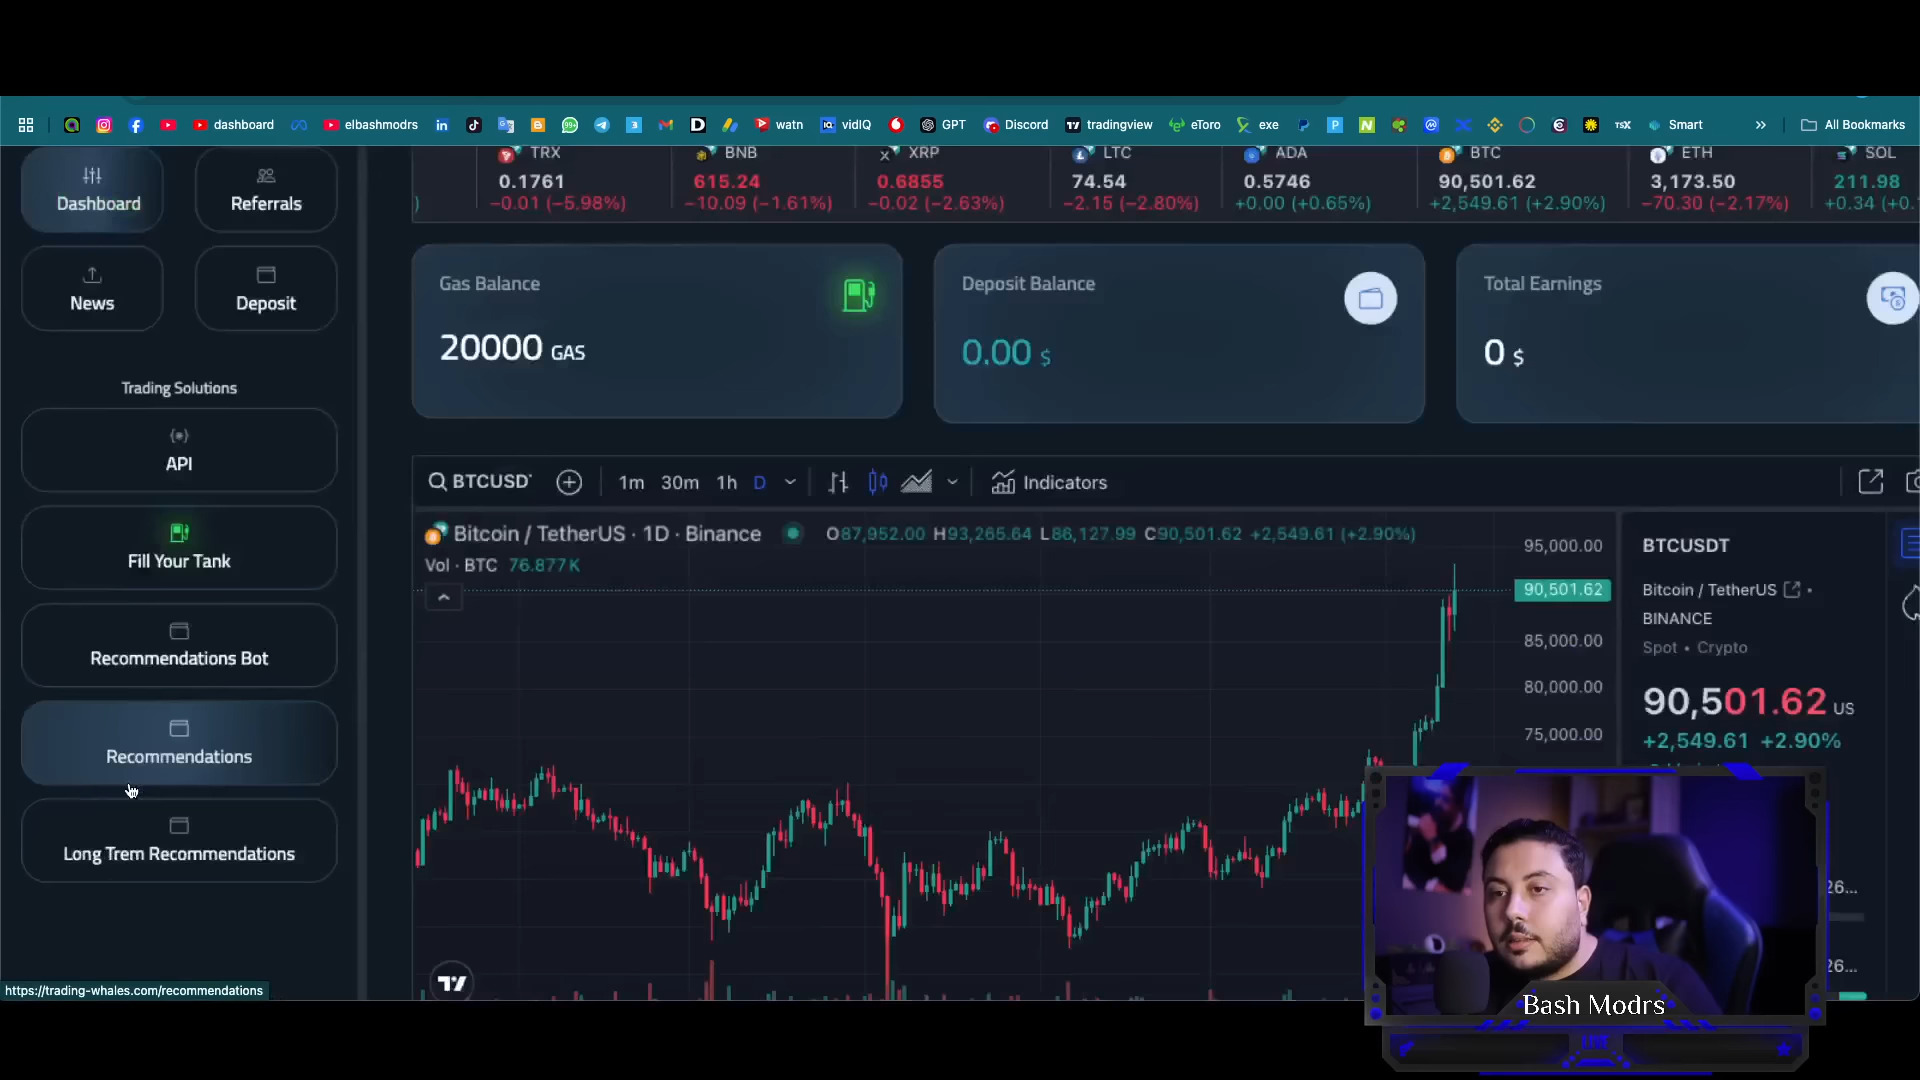 dashboard
elbashmodrs
watn
vidIQ
GPT
Discord
tradingview
eToro
exe
Smart
All Bookmarks
Dashboard
Referrals
News
Deposit
Trading Solutions
API
Fill Your Tank
Recommendations Bot
Recommendations
Long Trem Recommendations
https://trading-whales.com/recommendations
TRX
0.1761
−0.01 (−5.98%)
BNB
615.24
−10.09 (−1.61%)
XRP
0.6855
−0.02 (−2.63%)
LTC
74.54
−2.15 (−2.80%)
ADA
0.5746
+0.00 (+0.65%)
BTC
90,501.62
+2,549.61 (+2.90%)
ETH
3,173.50
−70.30 (−2.17%)
SOL
211.98
+0.34 (+0.
Gas Balance
20000 GAS
Deposit Balance
0.00 $
Total Earnings
0 $
BTCUSD
1m 30m 1h D
Indicators
Bitcoin / TetherUS · 1D · Binance
O87,952.00 H93,265.64 L86,127.99 C90,501.62 +2,549.61 (+2.90%)
Vol · BTC 76.877K
95,000.00
90,501.62
85,000.00
80,000.00
75,000.00
BTCUSDT
Bitcoin / TetherUS
BINANCE
Spot • Crypto
90,501.62 US
+2,549.61 +2.90%
26...
26...
Bash Modrs
LIVE